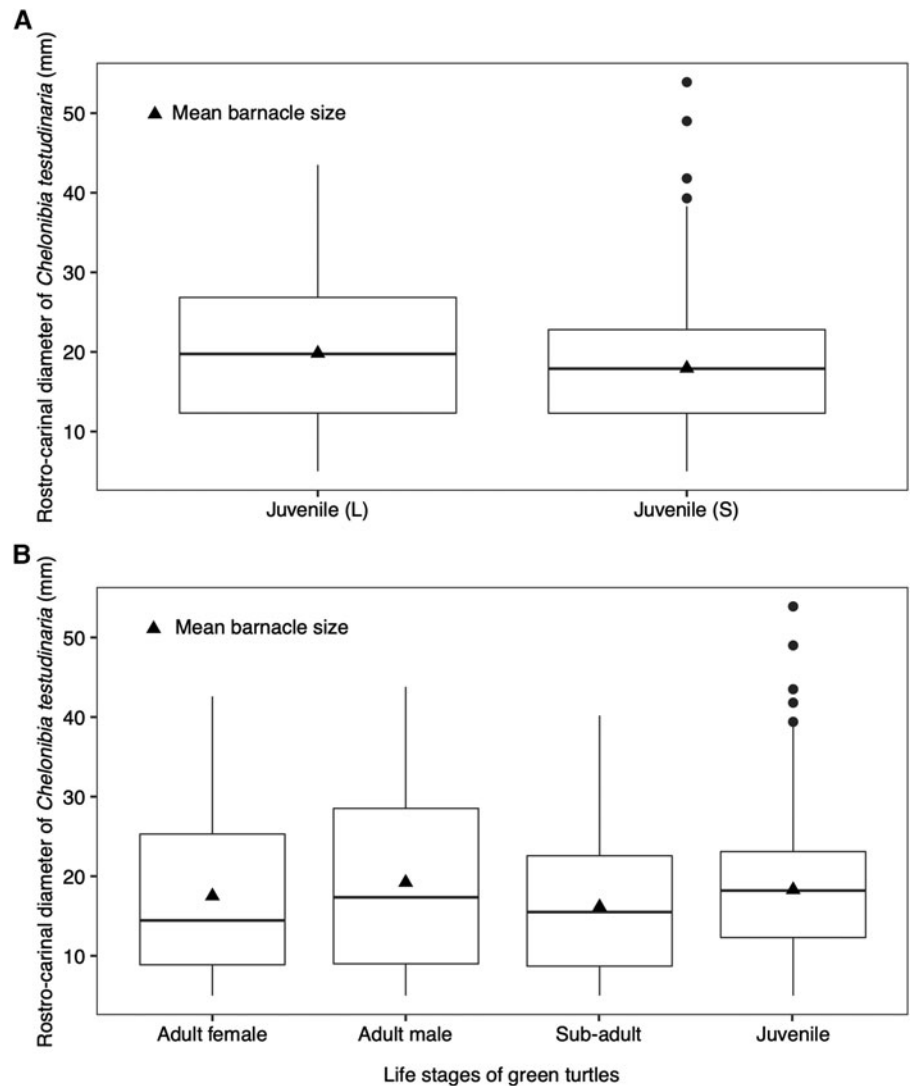 A
Rostro-carinal diameter of Chelonibia testudinaria (mm)
▲ Mean barnacle size
50
40
30
20
10
Juvenile (L) Juvenile (S)
B
Rostro-carinal diameter of Chelonibia testudinaria (mm)
▲ Mean barnacle size
50
40
30
20
10
Adult female Adult male Sub-adult Juvenile
Life stages of green turtles